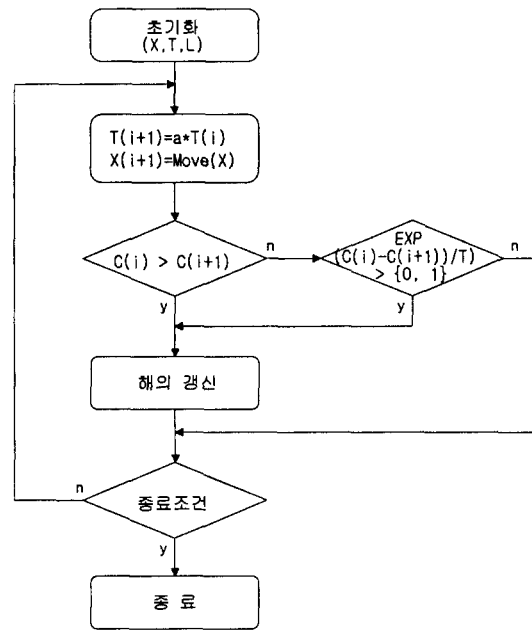 초기화
(X,T,L)
T(i+1)=a*T(i)
X(i+1)=Move(X)
C(i) > C(i+1)
n
EXP
(C(i)-C(i+1))/T)
> {0, 1}
n
y
y
해의 갱신
n
종료조건
y
종 료